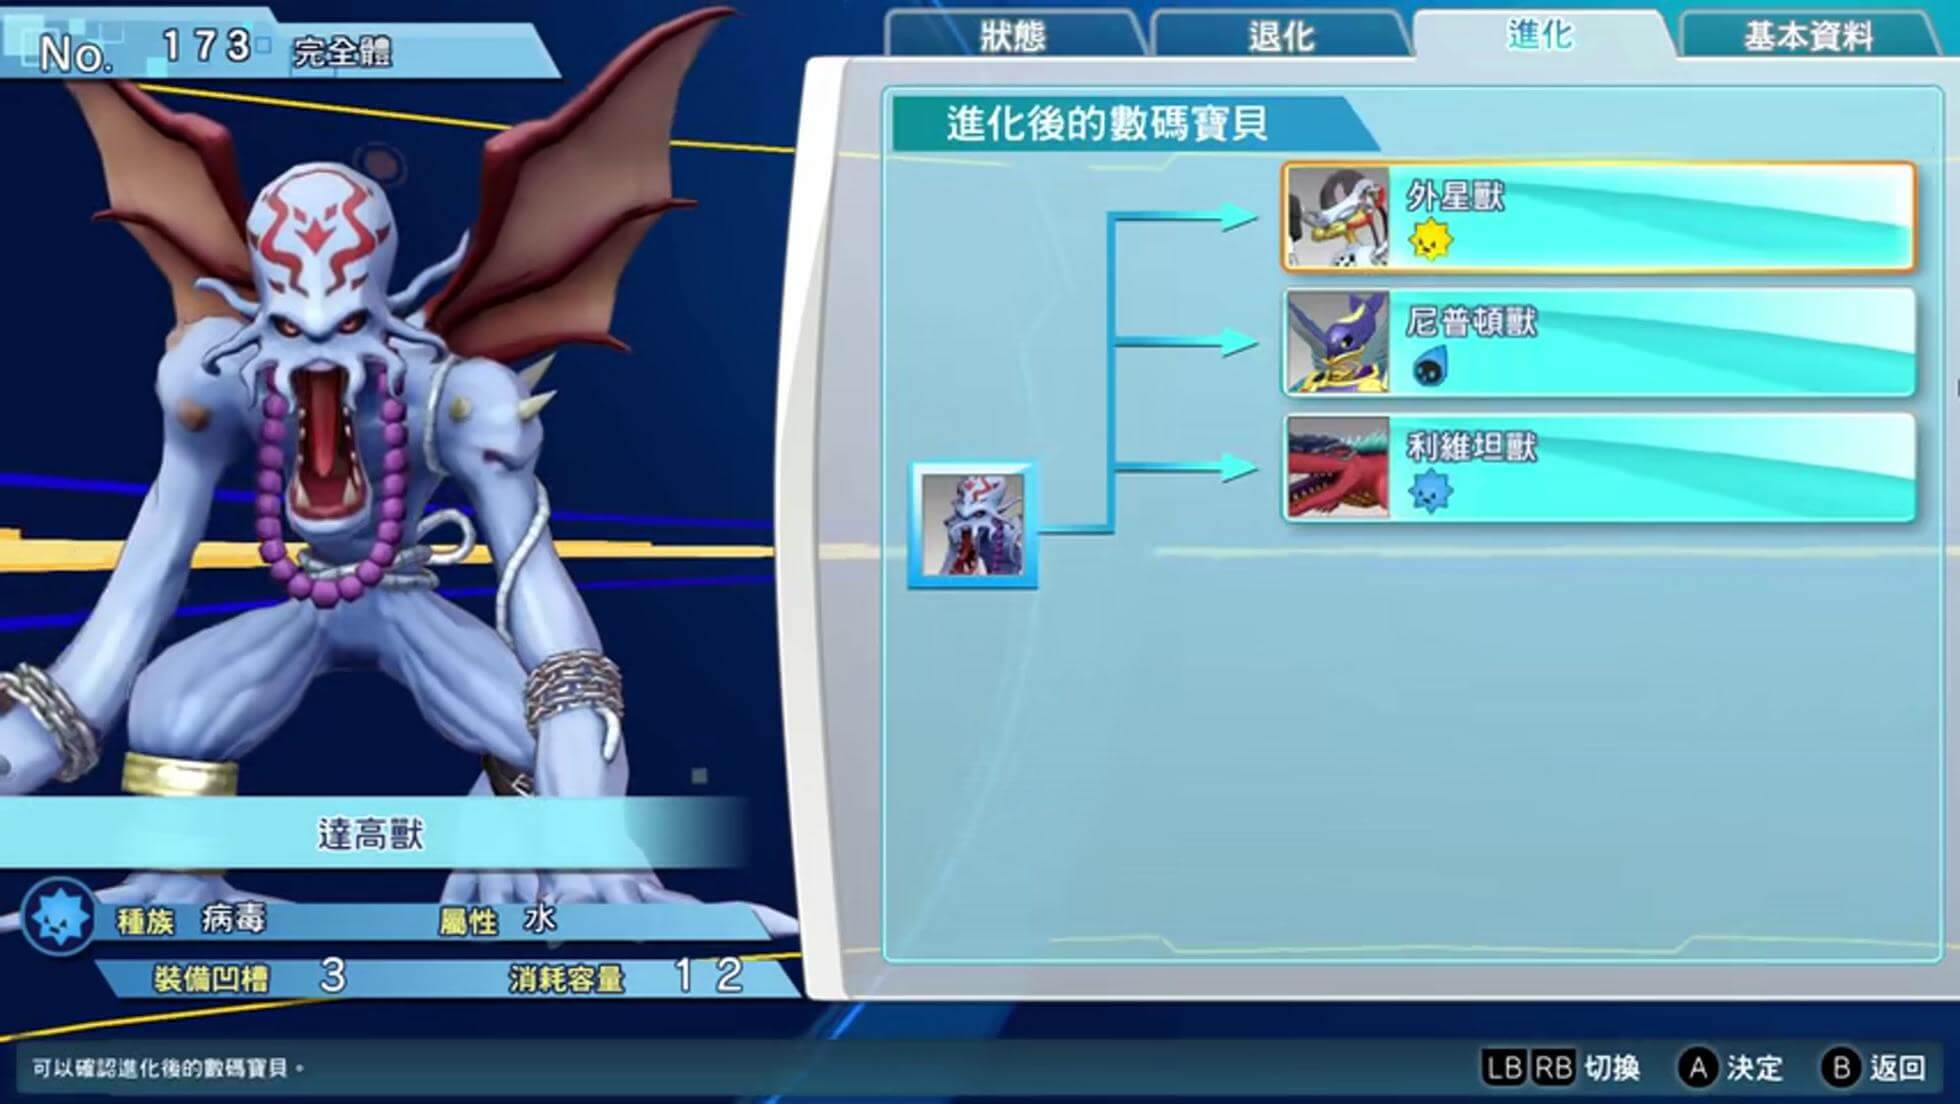 No. 173 完全體
狀態 退化 進化 基本資料
進化後的數碼寶貝
外星獸
尼普頓獸
利維坦獸
達高獸
種族 病毒 屬性 水
裝備凹槽 3 消耗容量 12
可以確認進化後的數碼寶貝。
LB RB 切換 A 決定 B 返回